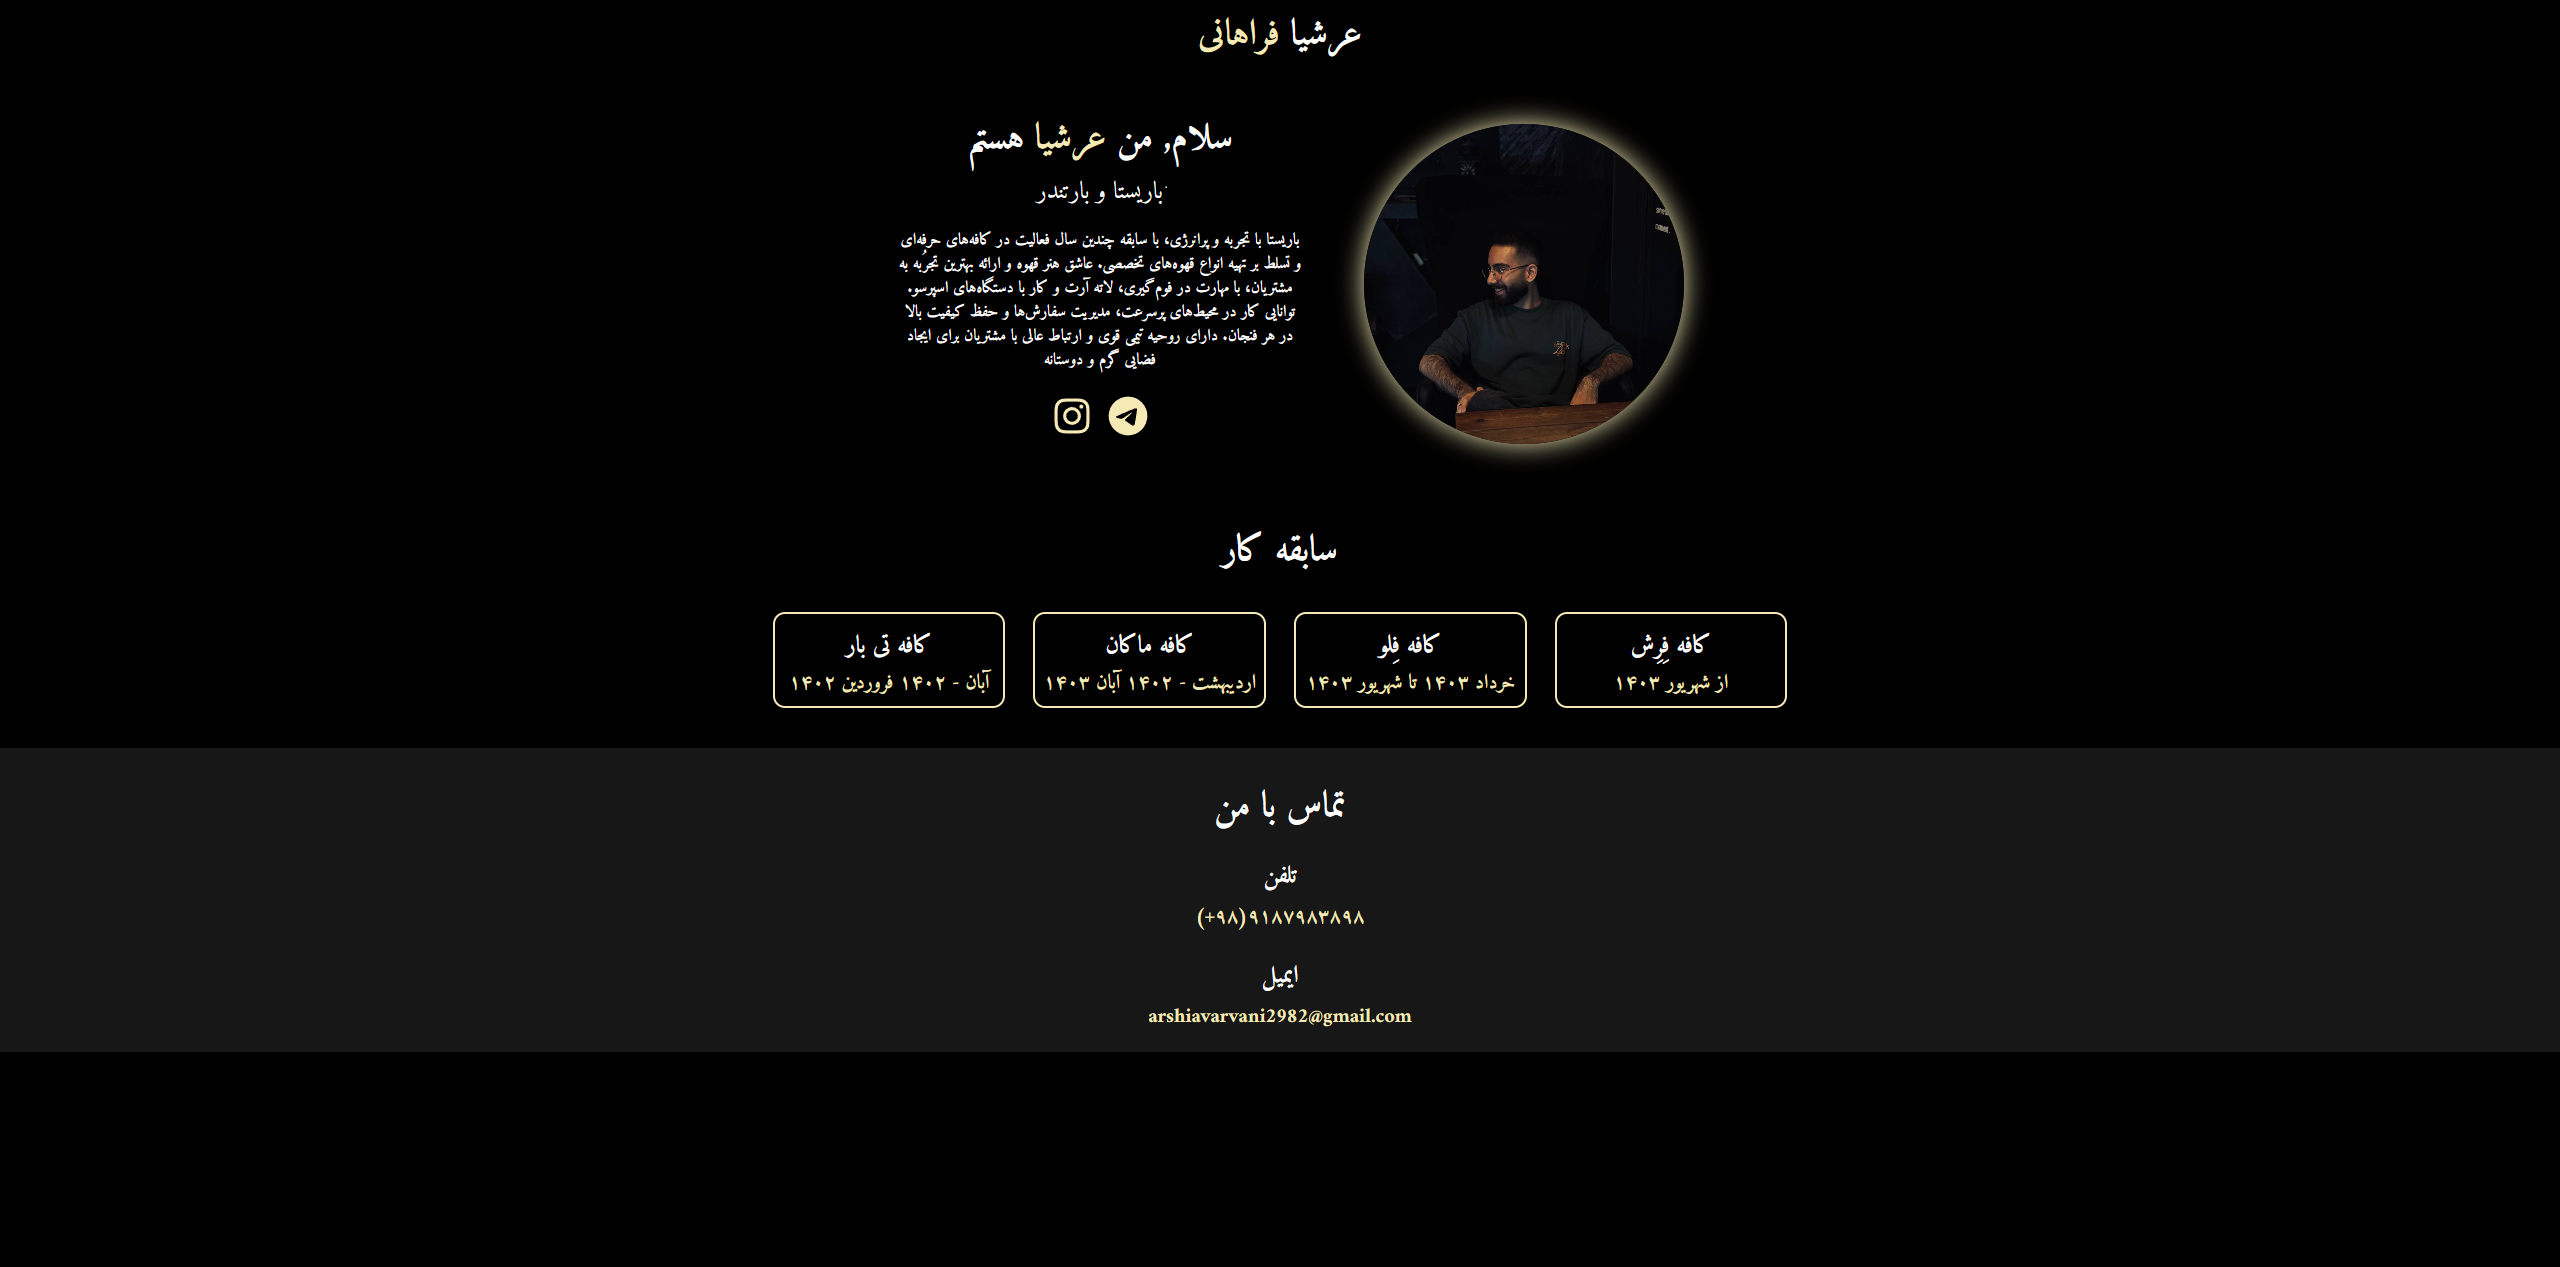 عرشیا فراهانی
سلام, من عرشیا هستم
باریستا و بارتندر
باریستا با تجربه و پرانرژی، با سابقه چندین سال فعالیت در کافه‌های حرفه‌ای
و تسلط بر تهیه انواع قهوه‌های تخصصی. عاشق هنر قهوه و ارائه بهترین تجرُبه به
مشتریان، با مهارت در فوم‌گیری، لاته آرت و کار با دستگاه‌های اسپرسو.
توانایی کار در محیط‌های پرسرعت، مدیریت سفارش‌ها و حفظ کیفیت بالا
در هر فنجان. دارای روحیه تیمی قوی و ارتباط عالی با مشتریان برای ایجاد
فضایی گرم و دوستانه
سابقه کار
کافه فِرِش
از شهریور ۱۴۰۳
کافه فِلو
خرداد ۱۴۰۳ تا شهریور ۱۴۰۳
کافه ماکان
اردیبهشت - ۱۴۰۲ آبان ۱۴۰۳
کافه تی بار
آبان - ۱۴۰۲ فروردین ۱۴۰۲
تماس با من
تلفن
(+۹۸)۹۱۸۷۹۸۳۸۹۸
ایمیل
arshiavarvani2982@gmail.com